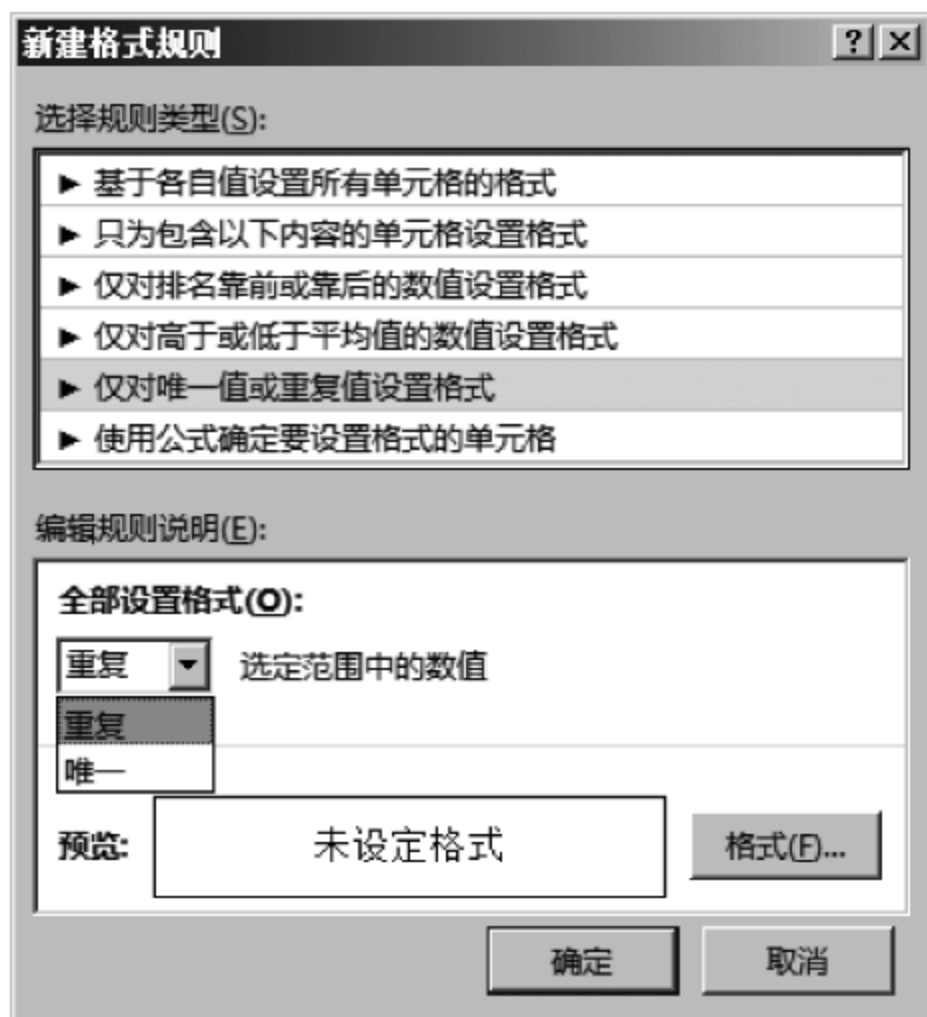 新建格式规则
选择规则类型(S):
► 基于各自值设置所有单元格的格式
► 只为包含以下内容的单元格设置格式
► 仅对排名靠前或靠后的数值设置格式
► 仅对高于或低于平均值的数值设置格式
► 仅对唯一值或重复值设置格式
► 使用公式确定要设置格式的单元格
编辑规则说明(E):
全部设置格式(O):
重复 选定范围中的数值
重复
唯一
预览: 未设定格式 格式(F)...
确定 取消